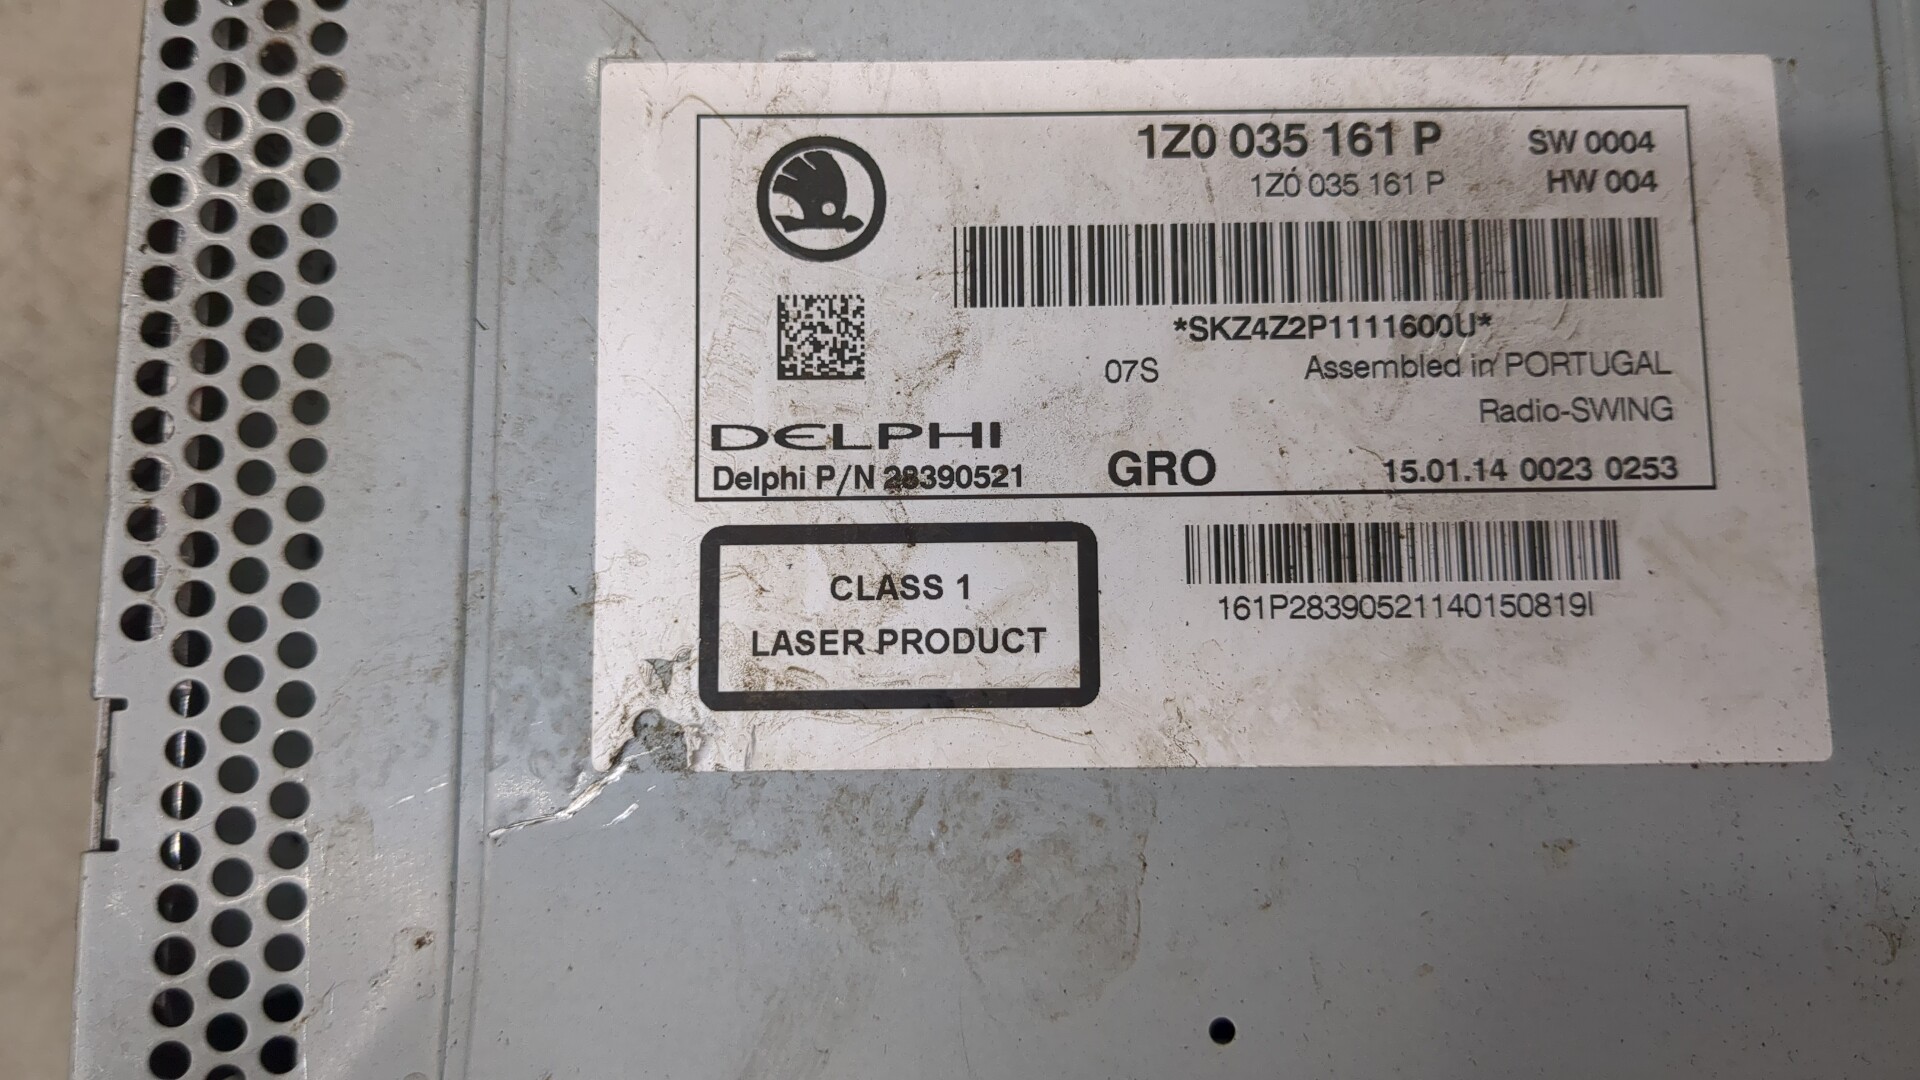 1Z0 035 161 P SW 0004
1Z0 035 161 P HW 004
*SKZ4Z2P1111600U*
07S Assembled in PORTUGAL
Radio-SWING
DELPHI
Delphi P/N 28390521 GRO 15.01.14 0023 0253
CLASS 1
LASER PRODUCT
161P28390521140150819I